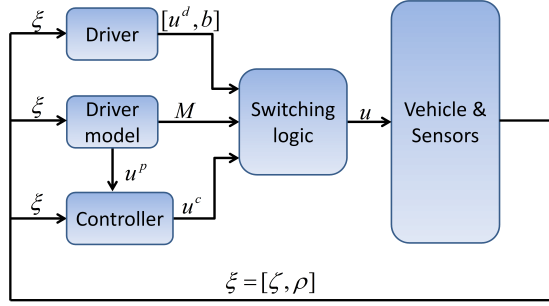 ξ
Driver
[u^d, b]
ξ
Driver
model
M
Switching
logic
u
Vehicle &
Sensors
u^p
ξ
Controller
u^c
ξ = [ζ, ρ]